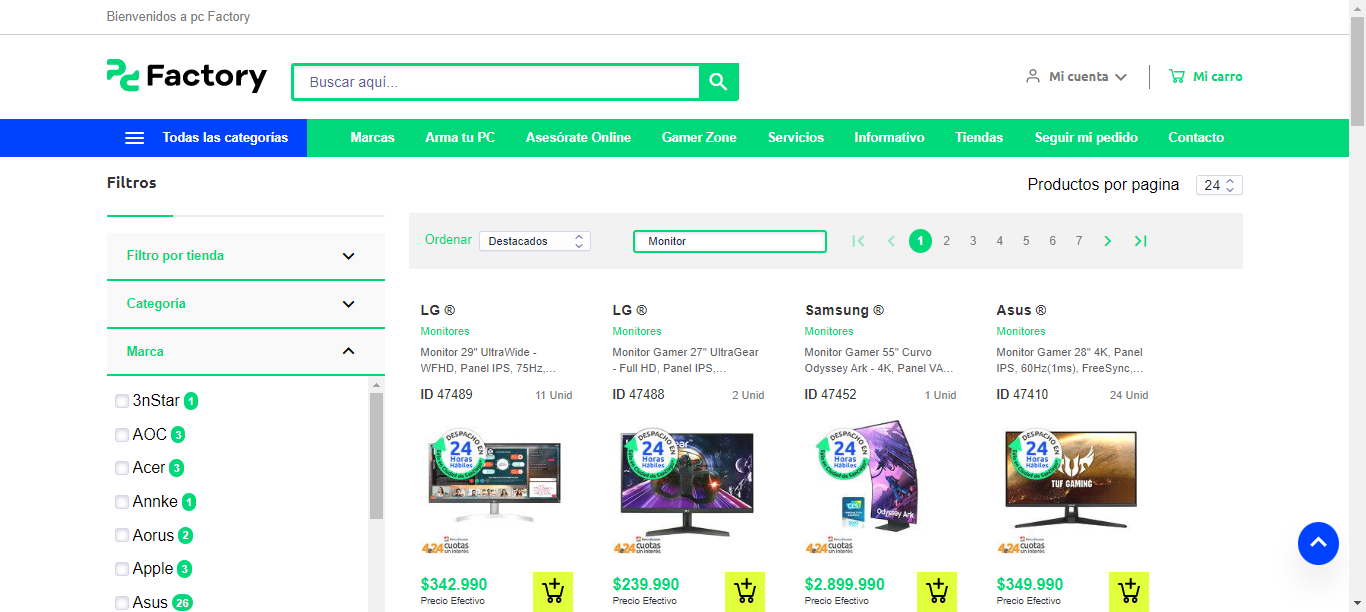 Bienvenidos a pc Factory
Factory
Buscar aquí...
Mi cuenta
Mi carro
Todas las categorías
Marcas
Arma tu PC
Asesórate Online
Gamer Zone
Servicios
Informativo
Tiendas
Seguir mi pedido
Contacto
Filtros
Productos por pagina 24
Filtro por tienda
Categoría
Marca
3nStar 1
AOC 3
Acer 3
Annke 1
Aorus 2
Apple 3
Asus 26
Ordenar Destacados
Monitor
1 2 3 4 5 6 7
LG ®
Monitores
Monitor 29" UltraWide -
WFHD, Panel IPS, 75Hz,...
ID 47489 11 Unid
DESPACHO EN
24
Horas
Hábiles
4a24 cuotas
sin interés
$342.990
Precio Efectivo
LG ®
Monitores
Monitor Gamer 27" UltraGear
- Full HD, Panel IPS,...
ID 47488 2 Unid
DESPACHO EN
24
Horas
Hábiles
4a24 cuotas
sin interés
$239.990
Precio Efectivo
Samsung ®
Monitores
Monitor Gamer 55" Curvo
Odyssey Ark - 4K, Panel VA...
ID 47452 1 Unid
DESPACHO EN
24
Horas
Hábiles
Odyssey Ark
4a24 cuotas
sin interés
$2.899.990
Precio Efectivo
Asus ®
Monitores
Monitor Gamer 28" 4K, Panel
IPS, 60Hz(1ms), FreeSync,...
ID 47410 24 Unid
DESPACHO EN
24
Horas
Hábiles
TUF GAMING
4a24 cuotas
sin interés
$349.990
Precio Efectivo